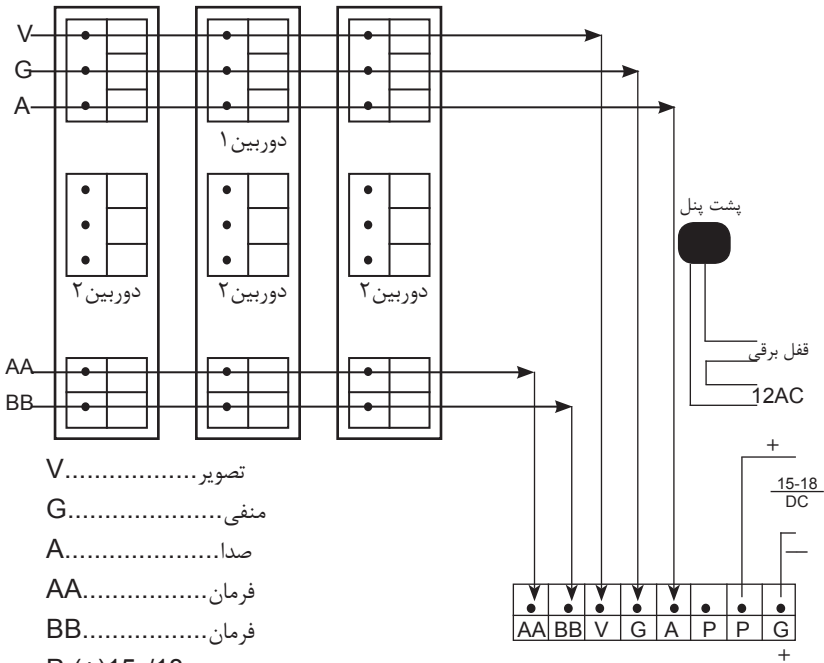 V
G
A
دوربین۱
پشت پنل
دوربین۲
دوربین۲
دوربین۲
قفل برقی
12AC
AA
BB
V..................تصویر
G.....................منفی
A.....................صدا
AA.................فرمان
BB.................فرمان
+
15-18
DC
—
AA BB V G A P P G
+